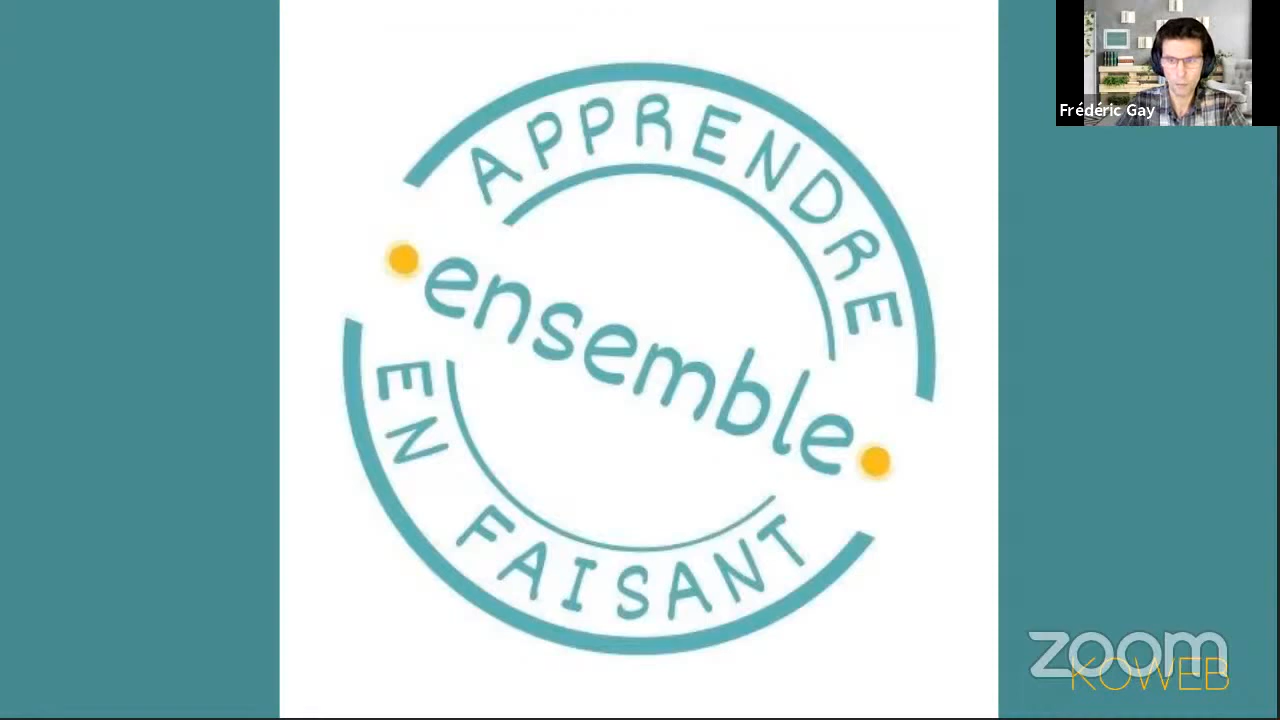 APPRENDRE
ensemble
EN FAISANT
Frédéric Gay
zoom
KOWEB